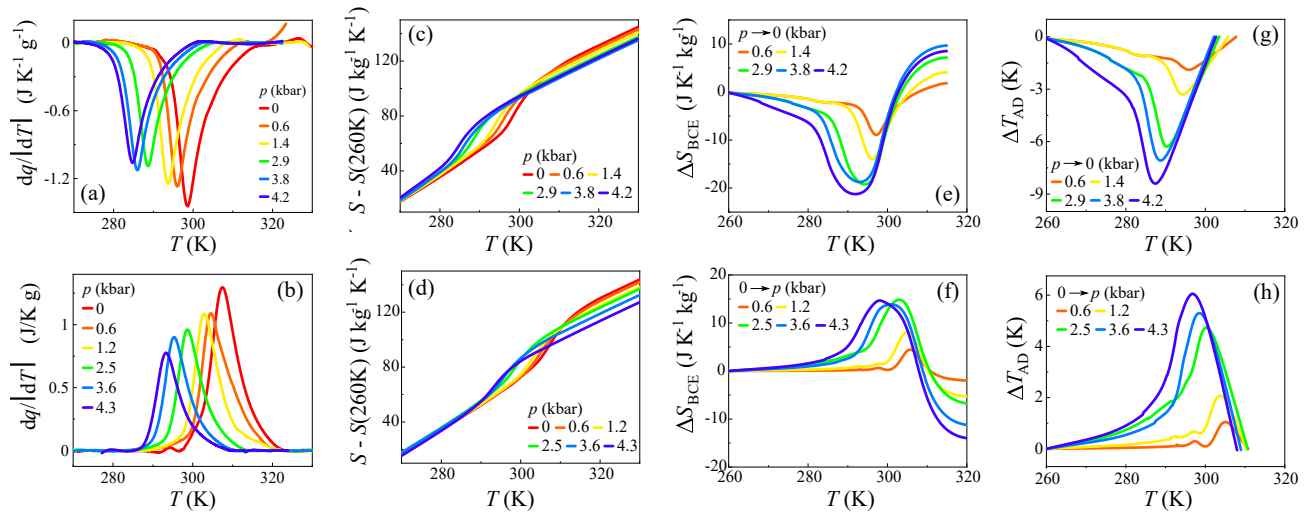 dq/|dT| (J K⁻¹ g⁻¹)
0
-0.6
-1.2
p (kbar)
0
0.6
1.4
2.9
3.8
4.2
(a)
280 300 320
T (K)
S - S(260K) (J kg⁻¹ K⁻¹)
120
80
40
(c)
p (kbar)
0 0.6 1.4
2.9 3.8 4.2
280 300 320
T (K)
ΔS_BCE (J K⁻¹ kg⁻¹)
10
0
-10
-20
p → 0 (kbar)
0.6 1.4
2.9 3.8 4.2
(e)
260 280 300 320
T (K)
ΔT_AD (K)
0
-3
-6
-9
(g)
p → 0 (kbar)
0.6 1.4
2.9 3.8 4.2
260 280 300 320
T (K)
dq/|dT| (J/K g)
1
0.5
0
p (kbar)
0
0.6
1.2
2.5
3.6
4.3
(b)
280 300 320
T (K)
S - S(260K) (J kg⁻¹ K⁻¹)
120
80
40
(d)
p (kbar)
0 0.6 1.2
2.5 3.6 4.3
280 300 320
T (K)
ΔS_BCE (J K⁻¹ kg⁻¹)
20
15
10
5
0
-5
-10
-15
-20
0 → p (kbar)
0.6 1.2
2.5 3.6 4.3
(f)
260 280 300 320
T (K)
ΔT_AD (K)
6
4
2
0
0 → p (kbar)
0.6 1.2
2.5 3.6 4.3
(h)
260 280 300 320
T (K)